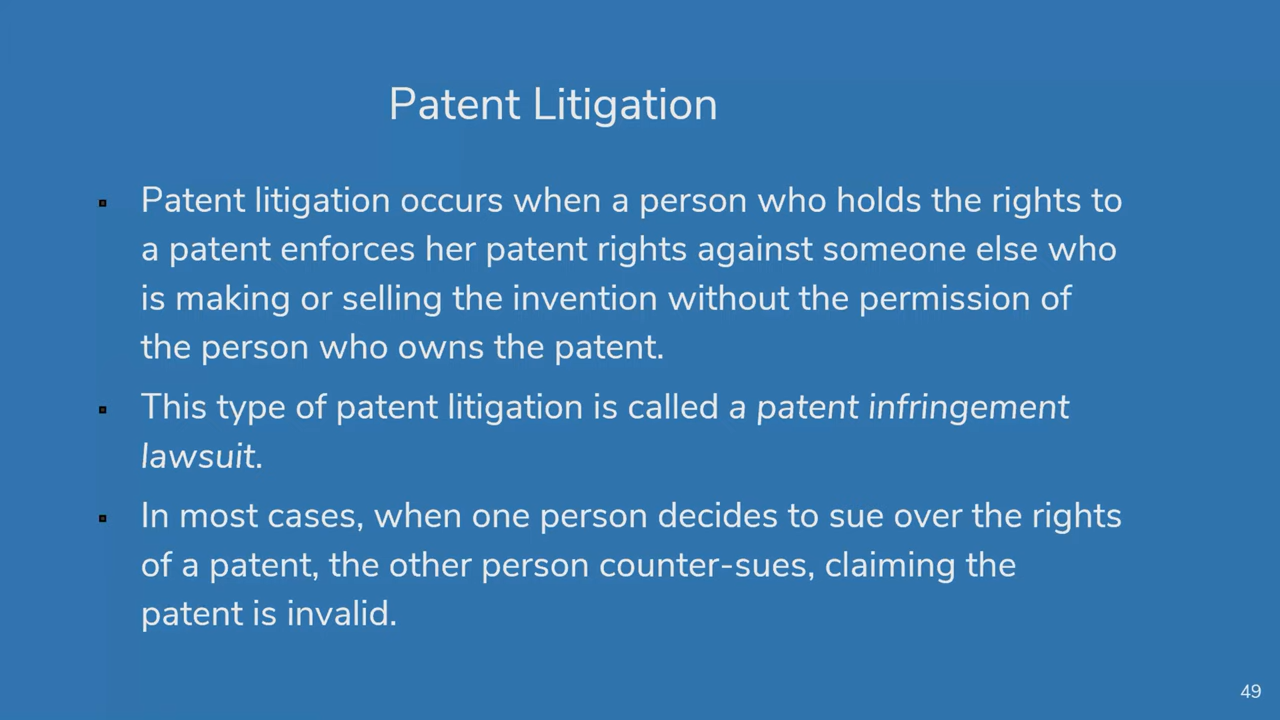 Patent Litigation
Patent litigation occurs when a person who holds the rights to
a patent enforces her patent rights against someone else who
is making or selling the invention without the permission of
the person who owns the patent.
This type of patent litigation is called a patent infringement
lawsuit.
In most cases, when one person decides to sue over the rights
of a patent, the other person counter-sues, claiming the
patent is invalid.
49